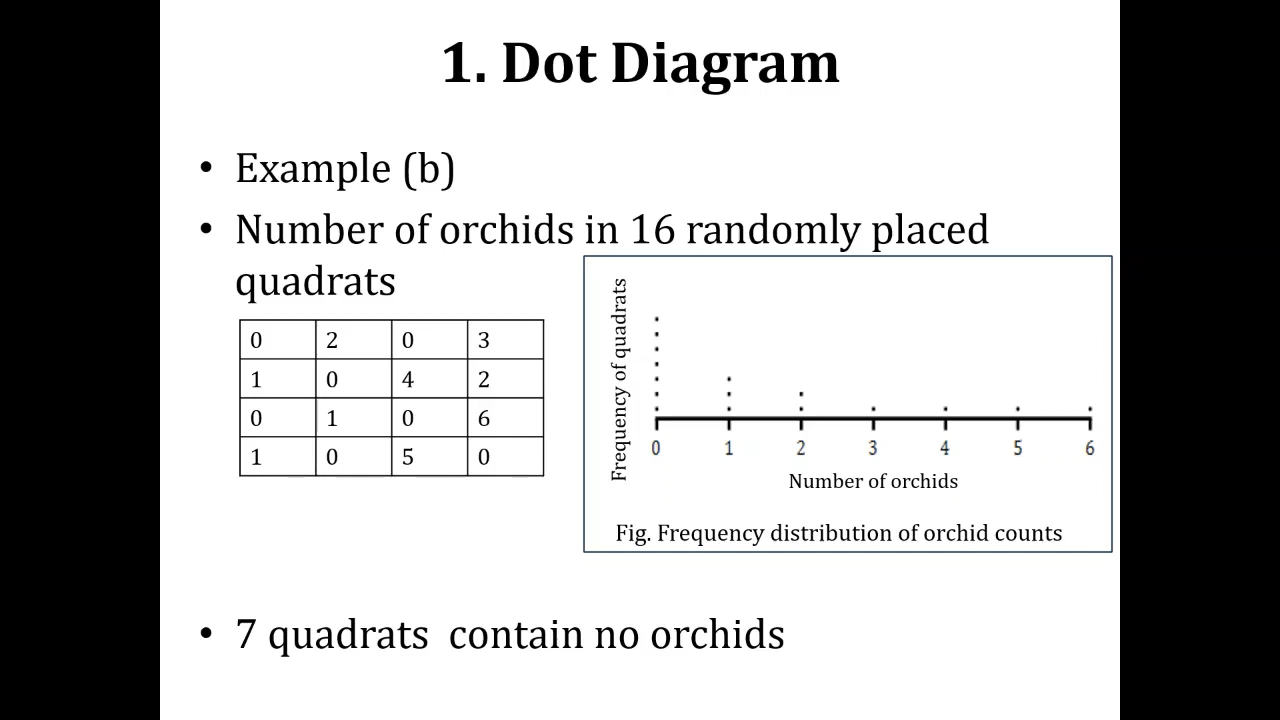 1. Dot Diagram
• Example (b)
• Number of orchids in 16 randomly placed
quadrats
0 2 0 3
1 0 4 2
0 1 0 6
1 0 5 0
Frequency of quadrats
0 1 2 3 4 5 6
Number of orchids
Fig. Frequency distribution of orchid counts
• 7 quadrats contain no orchids